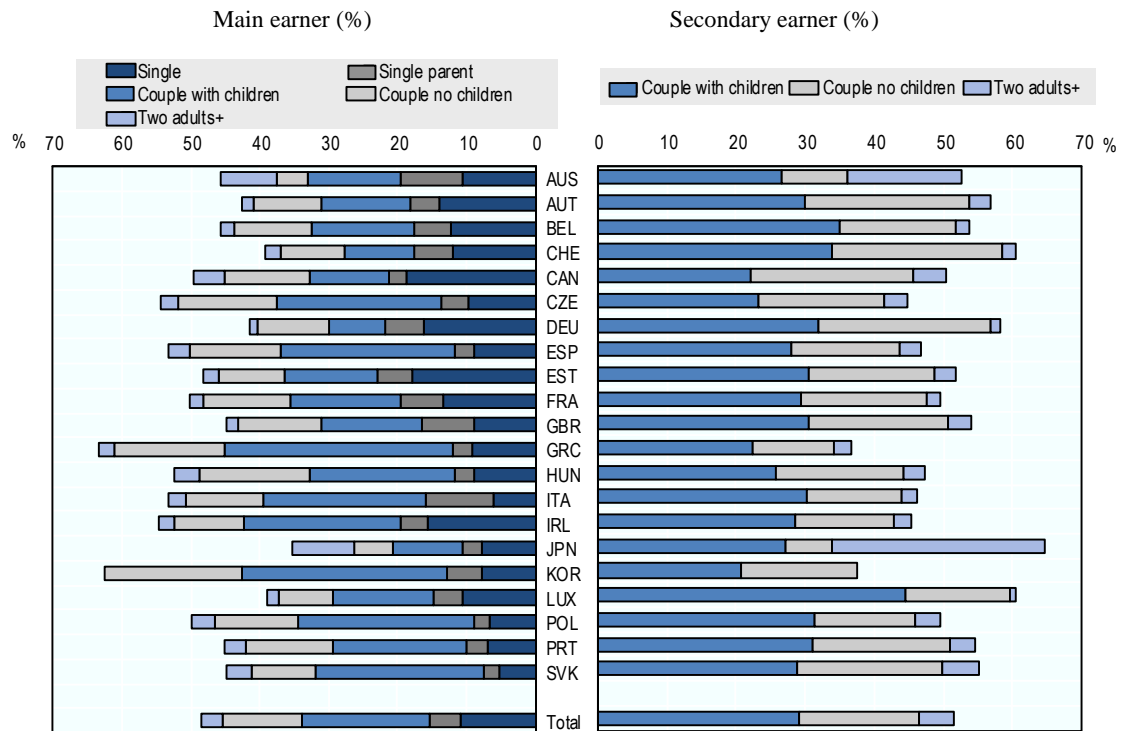 Main earner (%)
Secondary earner (%)
Single
Single parent
Couple with children
Couple no children
Two adults+
Couple with children
Couple no children
Two adults+
% 70 60 50 40 30 20 10 0
0 10 20 30 40 50 60 70 %
AUS
AUT
BEL
CHE
CAN
CZE
DEU
ESP
EST
FRA
GBR
GRC
HUN
ITA
IRL
JPN
KOR
LUX
POL
PRT
SVK
Total